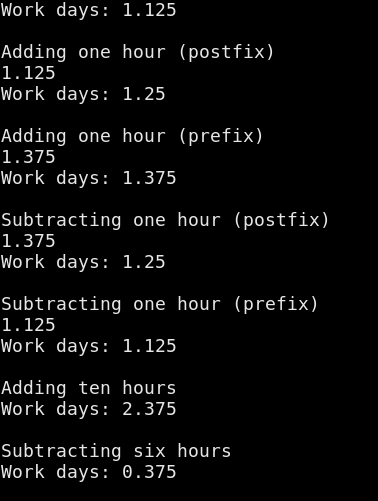 Work days: 1.125
Adding one hour (postfix)
1.125
Work days: 1.25
Adding one hour (prefix)
1.375
Work days: 1.375
Subtracting one hour (postfix)
1.375
Work days: 1.25
Subtracting one hour (prefix)
1.125
Work days: 1.125
Adding ten hours
Work days: 2.375
Subtracting six hours
Work days: 0.375